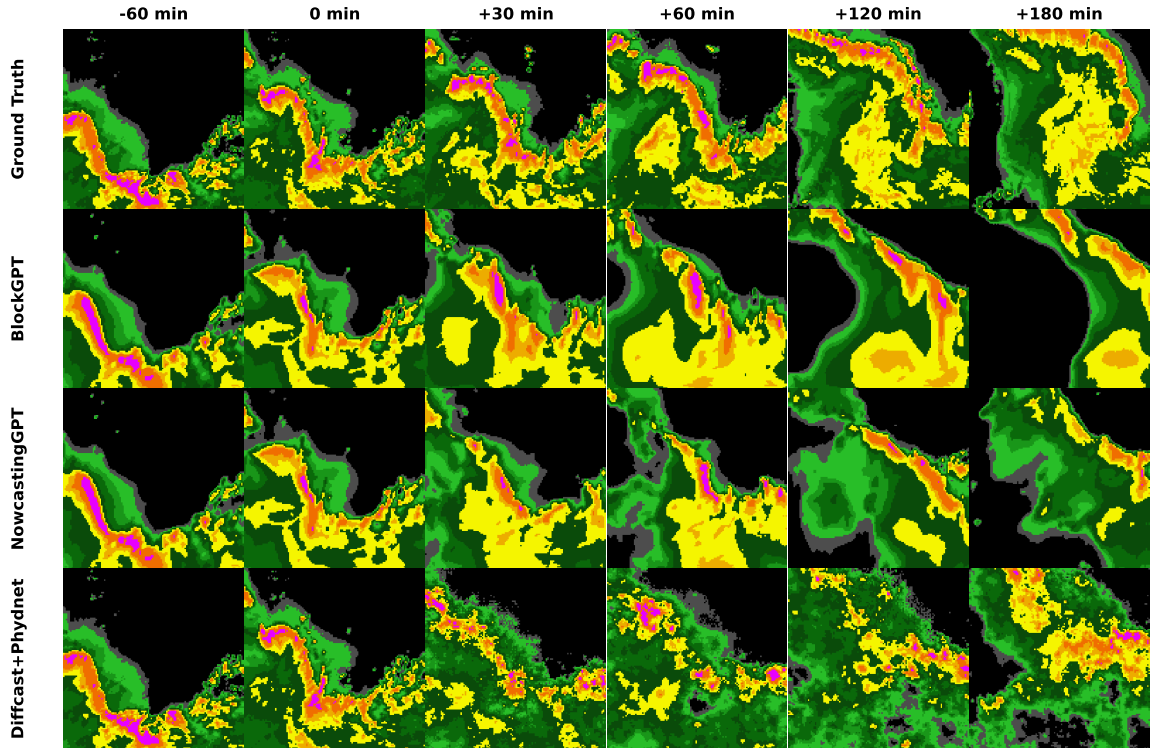 -60 min 0 min +30 min +60 min +120 min +180 min
Ground Truth
BlockGPT
NowcastingGPT
Diffcast+Phydnet